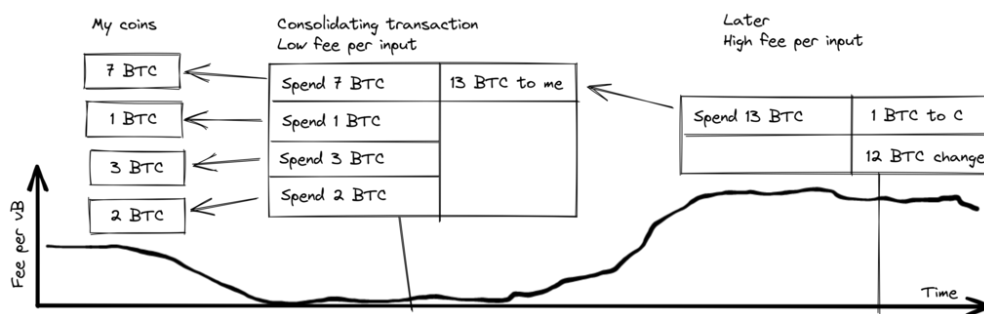 My coins
7 BTC
1 BTC
3 BTC
2 BTC
Consolidating transaction
Low fee per input
Spend 7 BTC
13 BTC to me
Spend 1 BTC
Spend 3 BTC
Spend 2 BTC
Later
High fee per input
Spend 13 BTC
1 BTC to C
12 BTC change
Fee per vB
Time